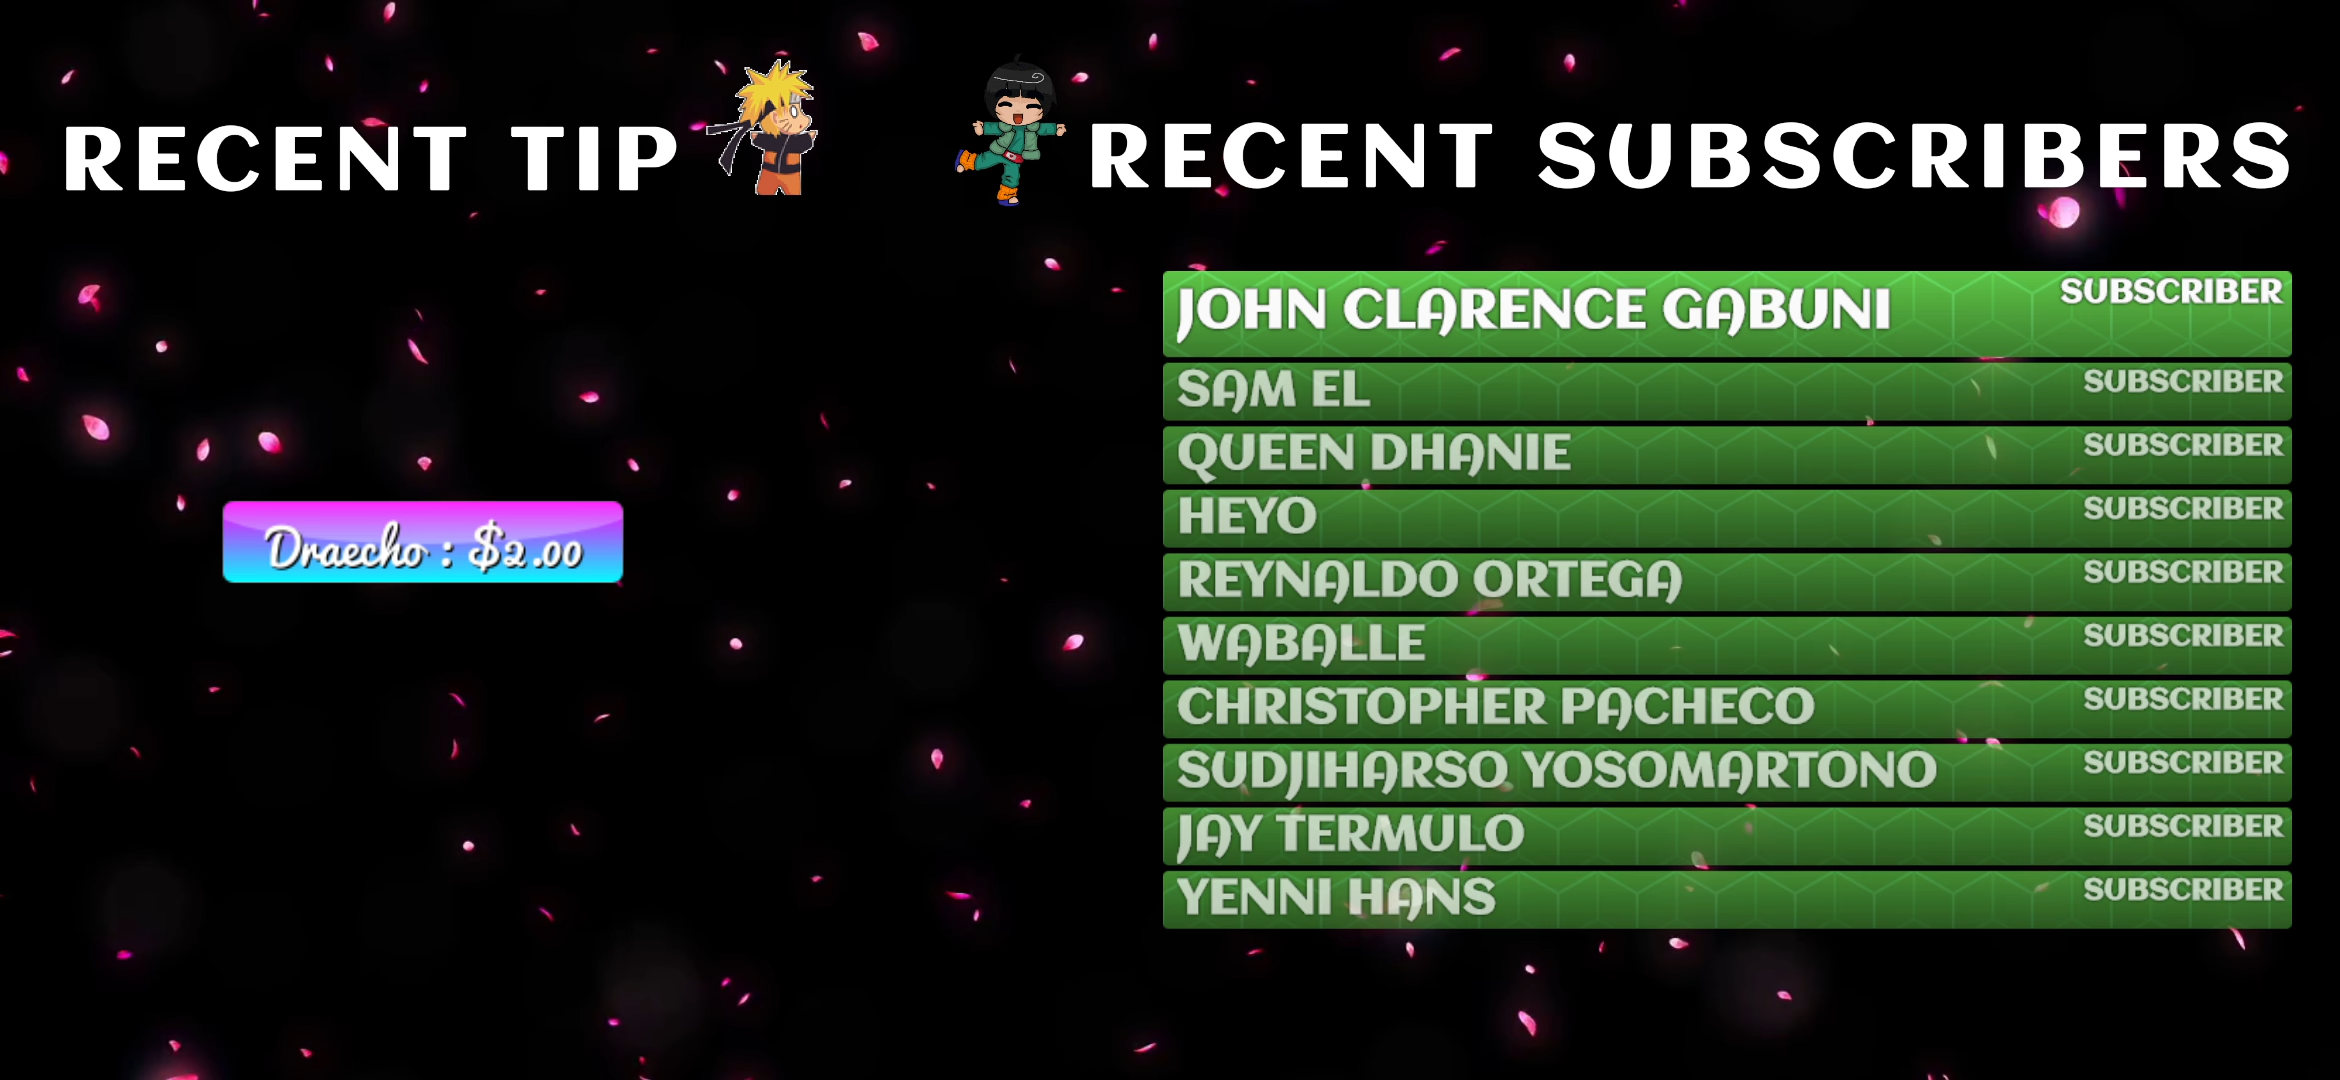 RECENT TIP
Draecho : $2.00
RECENT SUBSCRIBERS
JOHN CLARENCE GABUNI SUBSCRIBER
SAM EL SUBSCRIBER
QUEEN DHANIE SUBSCRIBER
HEYO SUBSCRIBER
REYNALDO ORTEGA SUBSCRIBER
WABALLE SUBSCRIBER
CHRISTOPHER PACHECO SUBSCRIBER
SUDJIHARSO YOSOMARTONO SUBSCRIBER
JAY TERMULO SUBSCRIBER
YENNI HANS SUBSCRIBER